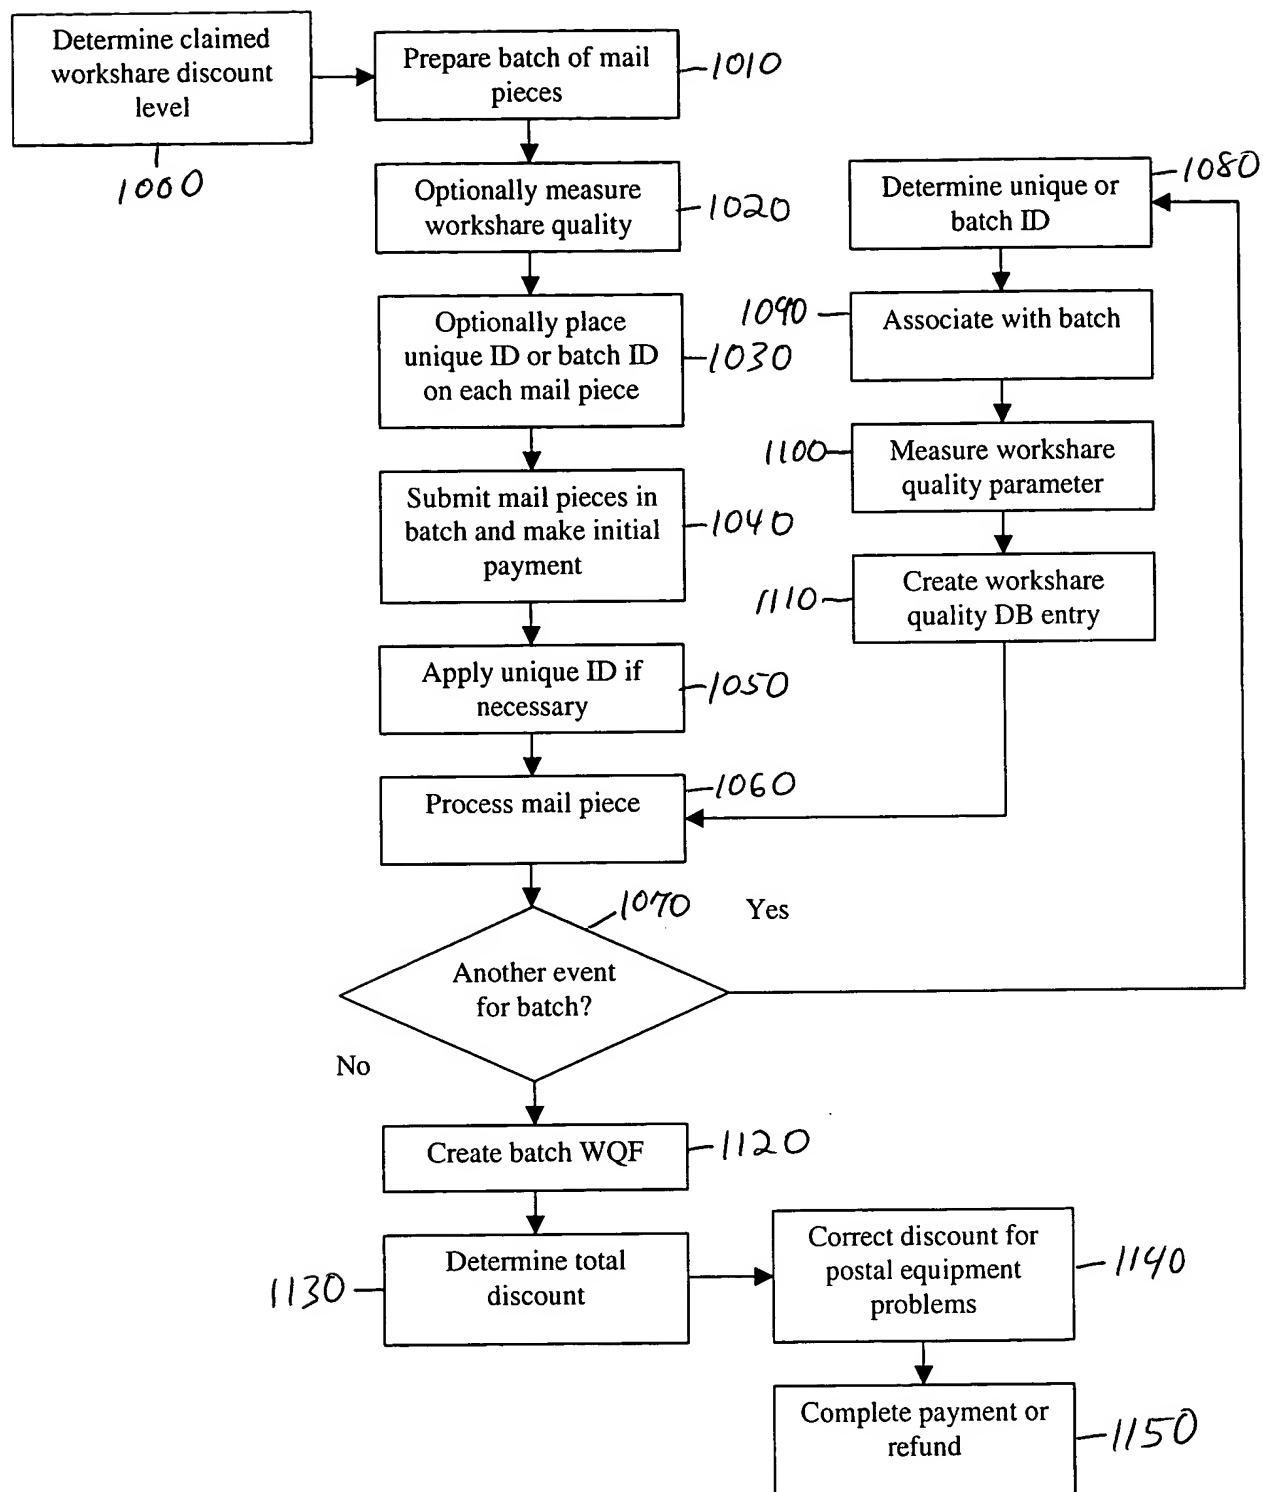 Determine claimed
workshare discount
level
1000
Prepare batch of mail
pieces
1010
Optionally measure
workshare quality
1020
Optionally place
unique ID or batch ID
on each mail piece
1030
Submit mail pieces in
batch and make initial
payment
1040
Apply unique ID if
necessary
1050
Process mail piece
1060
Another event
for batch?
1070
Yes
No
Determine unique or
batch ID
1080
Associate with batch
1090
Measure workshare
quality parameter
1100
Create workshare
quality DB entry
1110
Create batch WQF
1120
Determine total
discount
1130
Correct discount for
postal equipment
problems
1140
Complete payment or
refund
1150